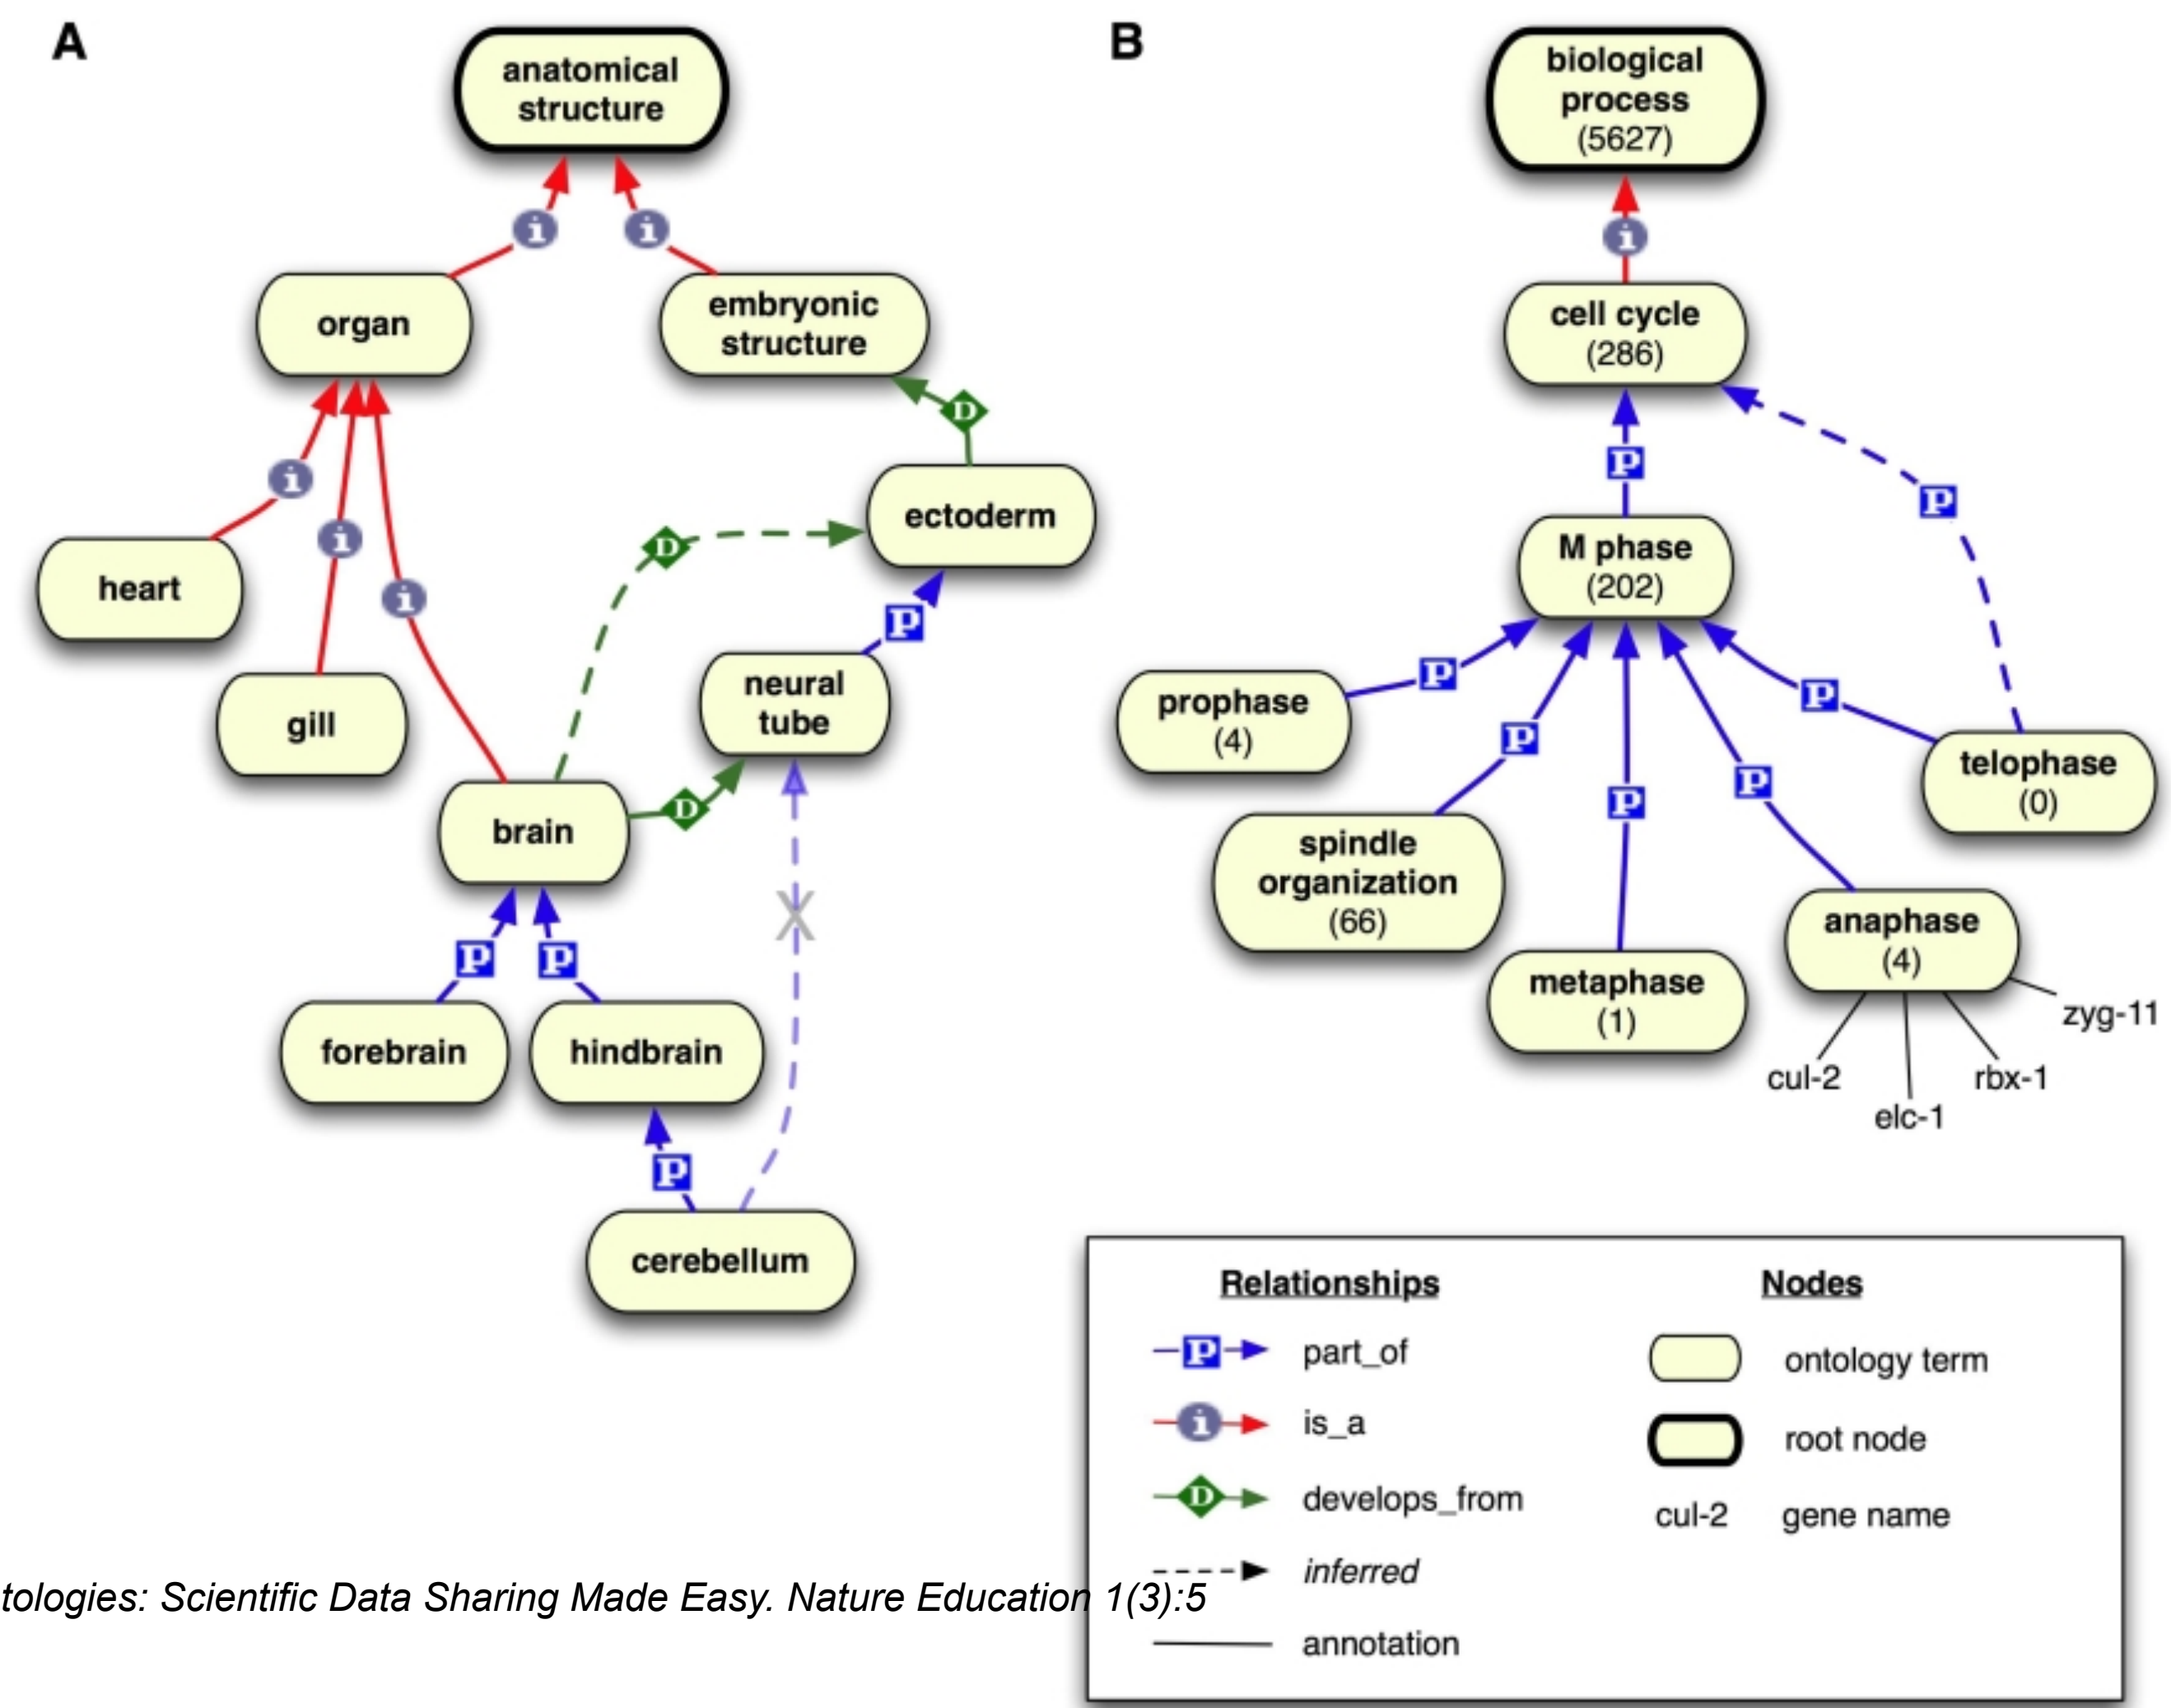 A
anatomical
structure
i
i
organ
embryonic
structure
D
i
ectoderm
D
i
heart
i
P
neural
tube
gill
D
brain
X
P
P
forebrain
hindbrain
P
cerebellum
B
biological
process
(5627)
i
cell cycle
(286)
P
P
M phase
(202)
P
P
prophase
(4)
P
P
P
telophase
(0)
spindle
organization
(66)
anaphase
(4)
metaphase
(1)
zyg-11
cul-2
rbx-1
elc-1
Relationships
Nodes
P
part_of
ontology term
i
is_a
root node
D
develops_from
cul-2
gene name
inferred
annotation
tologies: Scientific Data Sharing Made Easy. Nature Education 1(3):5